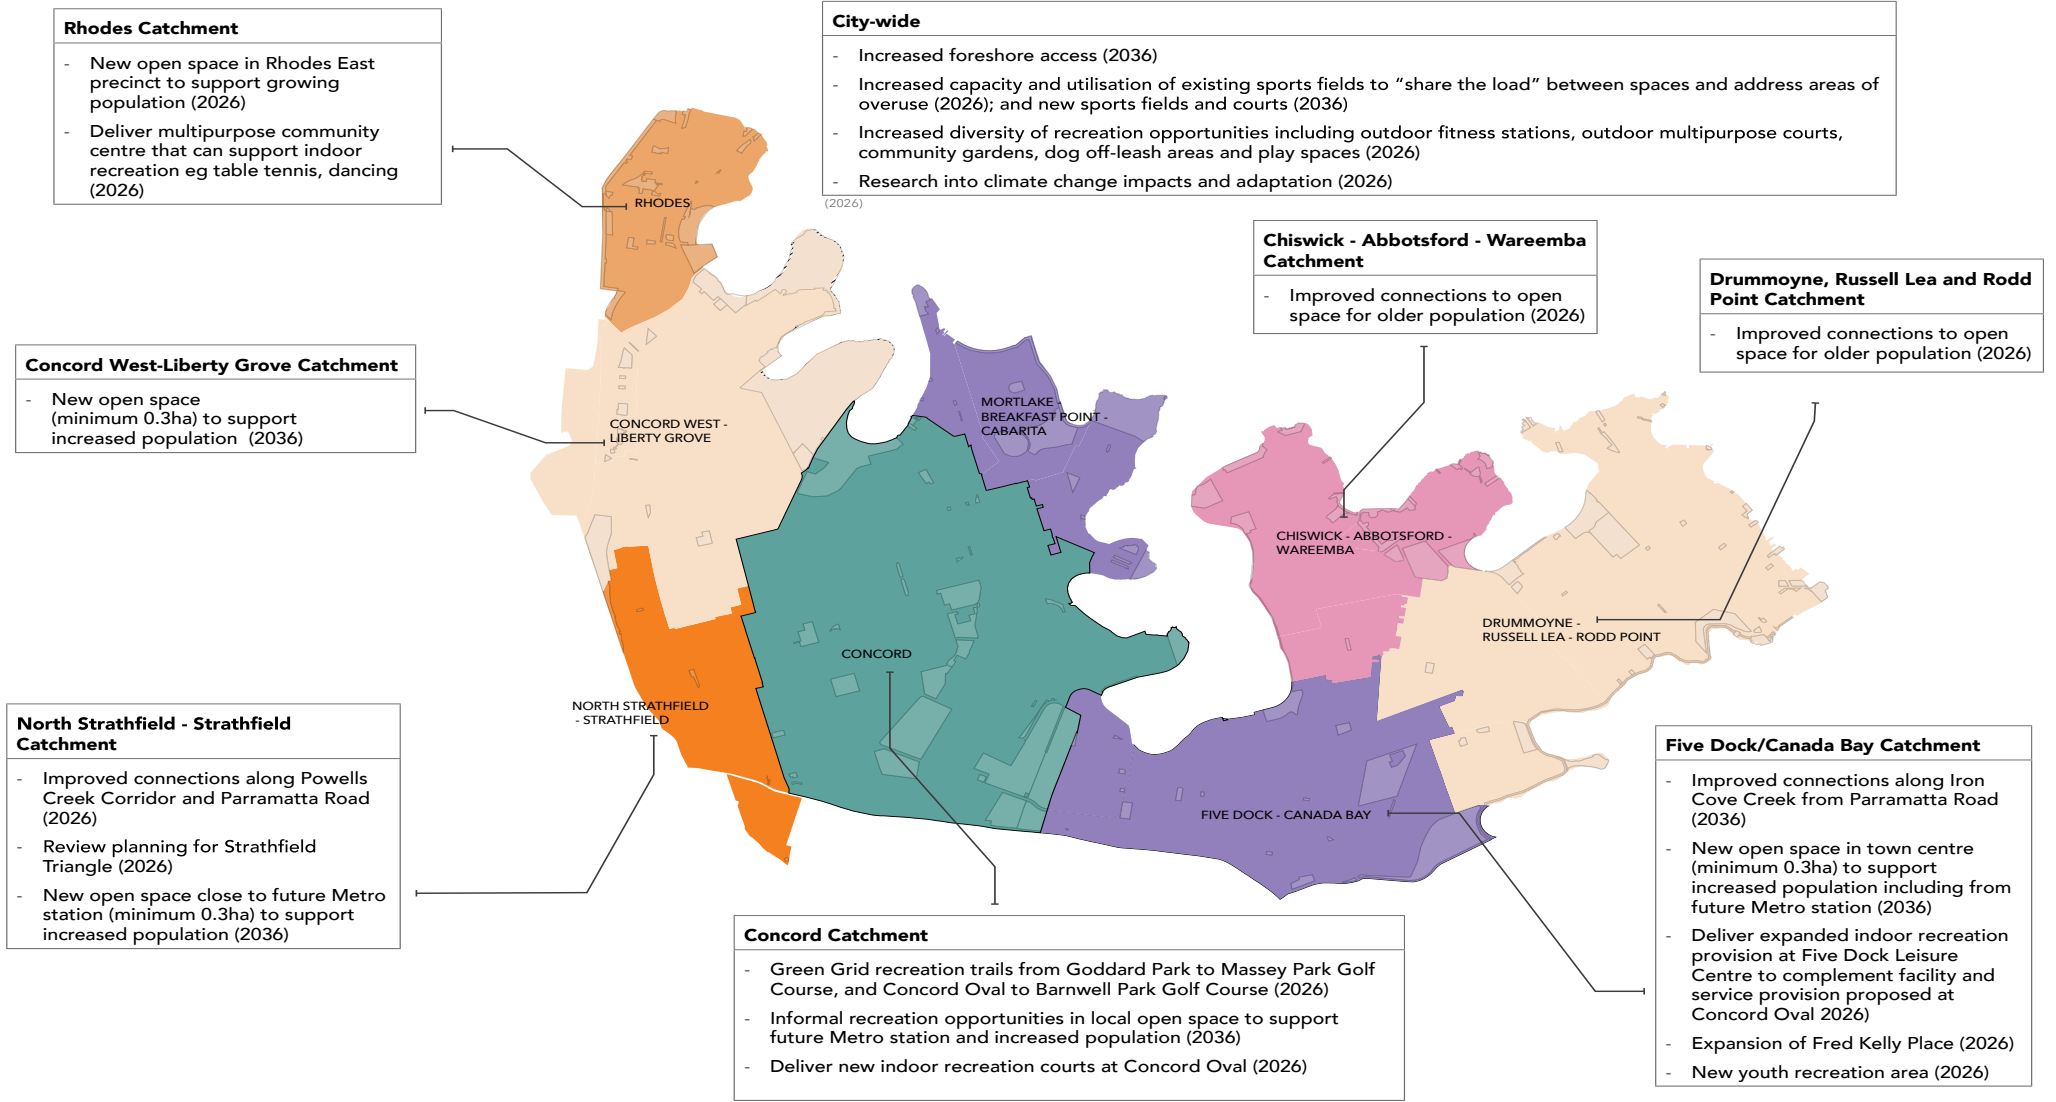 Rhodes Catchment
- New open space in Rhodes East
precinct to support growing
population (2026)
- Deliver multipurpose community
centre that can support indoor
recreation eg table tennis, dancing
(2026)
City-wide
- Increased foreshore access (2036)
- Increased capacity and utilisation of existing sports fields to “share the load” between spaces and address areas of
overuse (2026); and new sports fields and courts (2036)
- Increased diversity of recreation opportunities including outdoor fitness stations, outdoor multipurpose courts,
community gardens, dog off-leash areas and play spaces (2026)
- Research into climate change impacts and adaptation (2026)
(2026)
Chiswick - Abbotsford - Wareemba
Catchment
- Improved connections to open
space for older population (2026)
Drummoyne, Russell Lea and Rodd
Point Catchment
- Improved connections to open
space for older population (2026)
Concord West-Liberty Grove Catchment
- New open space
(minimum 0.3ha) to support
increased population (2036)
RHODES
CONCORD WEST -
LIBERTY GROVE
MORTLAKE -
BREAKFAST POINT -
CABARITA
CHISWICK - ABBOTSFORD -
WAREEMBA
DRUMMOYNE -
RUSSELL LEA - RODD POINT
CONCORD
NORTH STRATHFIELD
- STRATHFIELD
FIVE DOCK - CANADA BAY
North Strathfield - Strathfield
Catchment
- Improved connections along Powells
Creek Corridor and Parramatta Road
(2026)
- Review planning for Strathfield
Triangle (2026)
- New open space close to future Metro
station (minimum 0.3ha) to support
increased population (2036)
Concord Catchment
- Green Grid recreation trails from Goddard Park to Massey Park Golf
Course, and Concord Oval to Barnwell Park Golf Course (2026)
- Informal recreation opportunities in local open space to support
future Metro station and increased population (2036)
- Deliver new indoor recreation courts at Concord Oval (2026)
Five Dock/Canada Bay Catchment
- Improved connections along Iron
Cove Creek from Parramatta Road
(2036)
- New open space in town centre
(minimum 0.3ha) to support
increased population including from
future Metro station (2036)
- Deliver expanded indoor recreation
provision at Five Dock Leisure
Centre to complement facility and
service provision proposed at
Concord Oval 2026)
- Expansion of Fred Kelly Place (2026)
- New youth recreation area (2026)